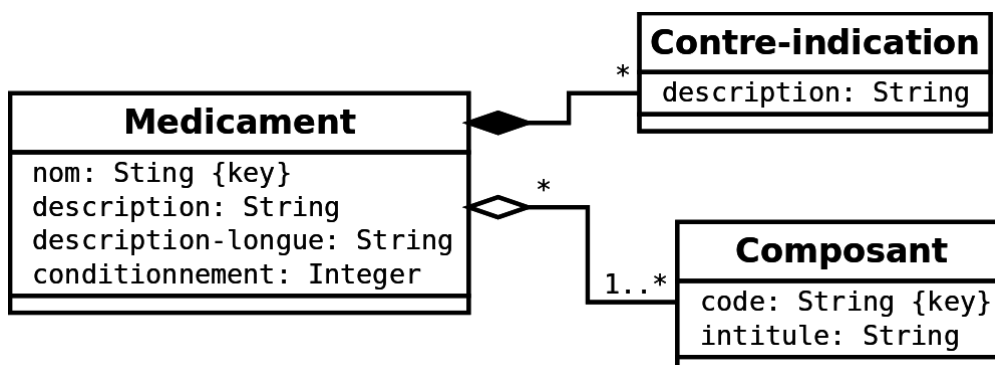 Contre-indication
*
description: String
Medicament
nom: Sting {key}
description: String
description-longue: String
conditionnement: Integer
*
Composant
1..*
code: String {key}
intitule: String